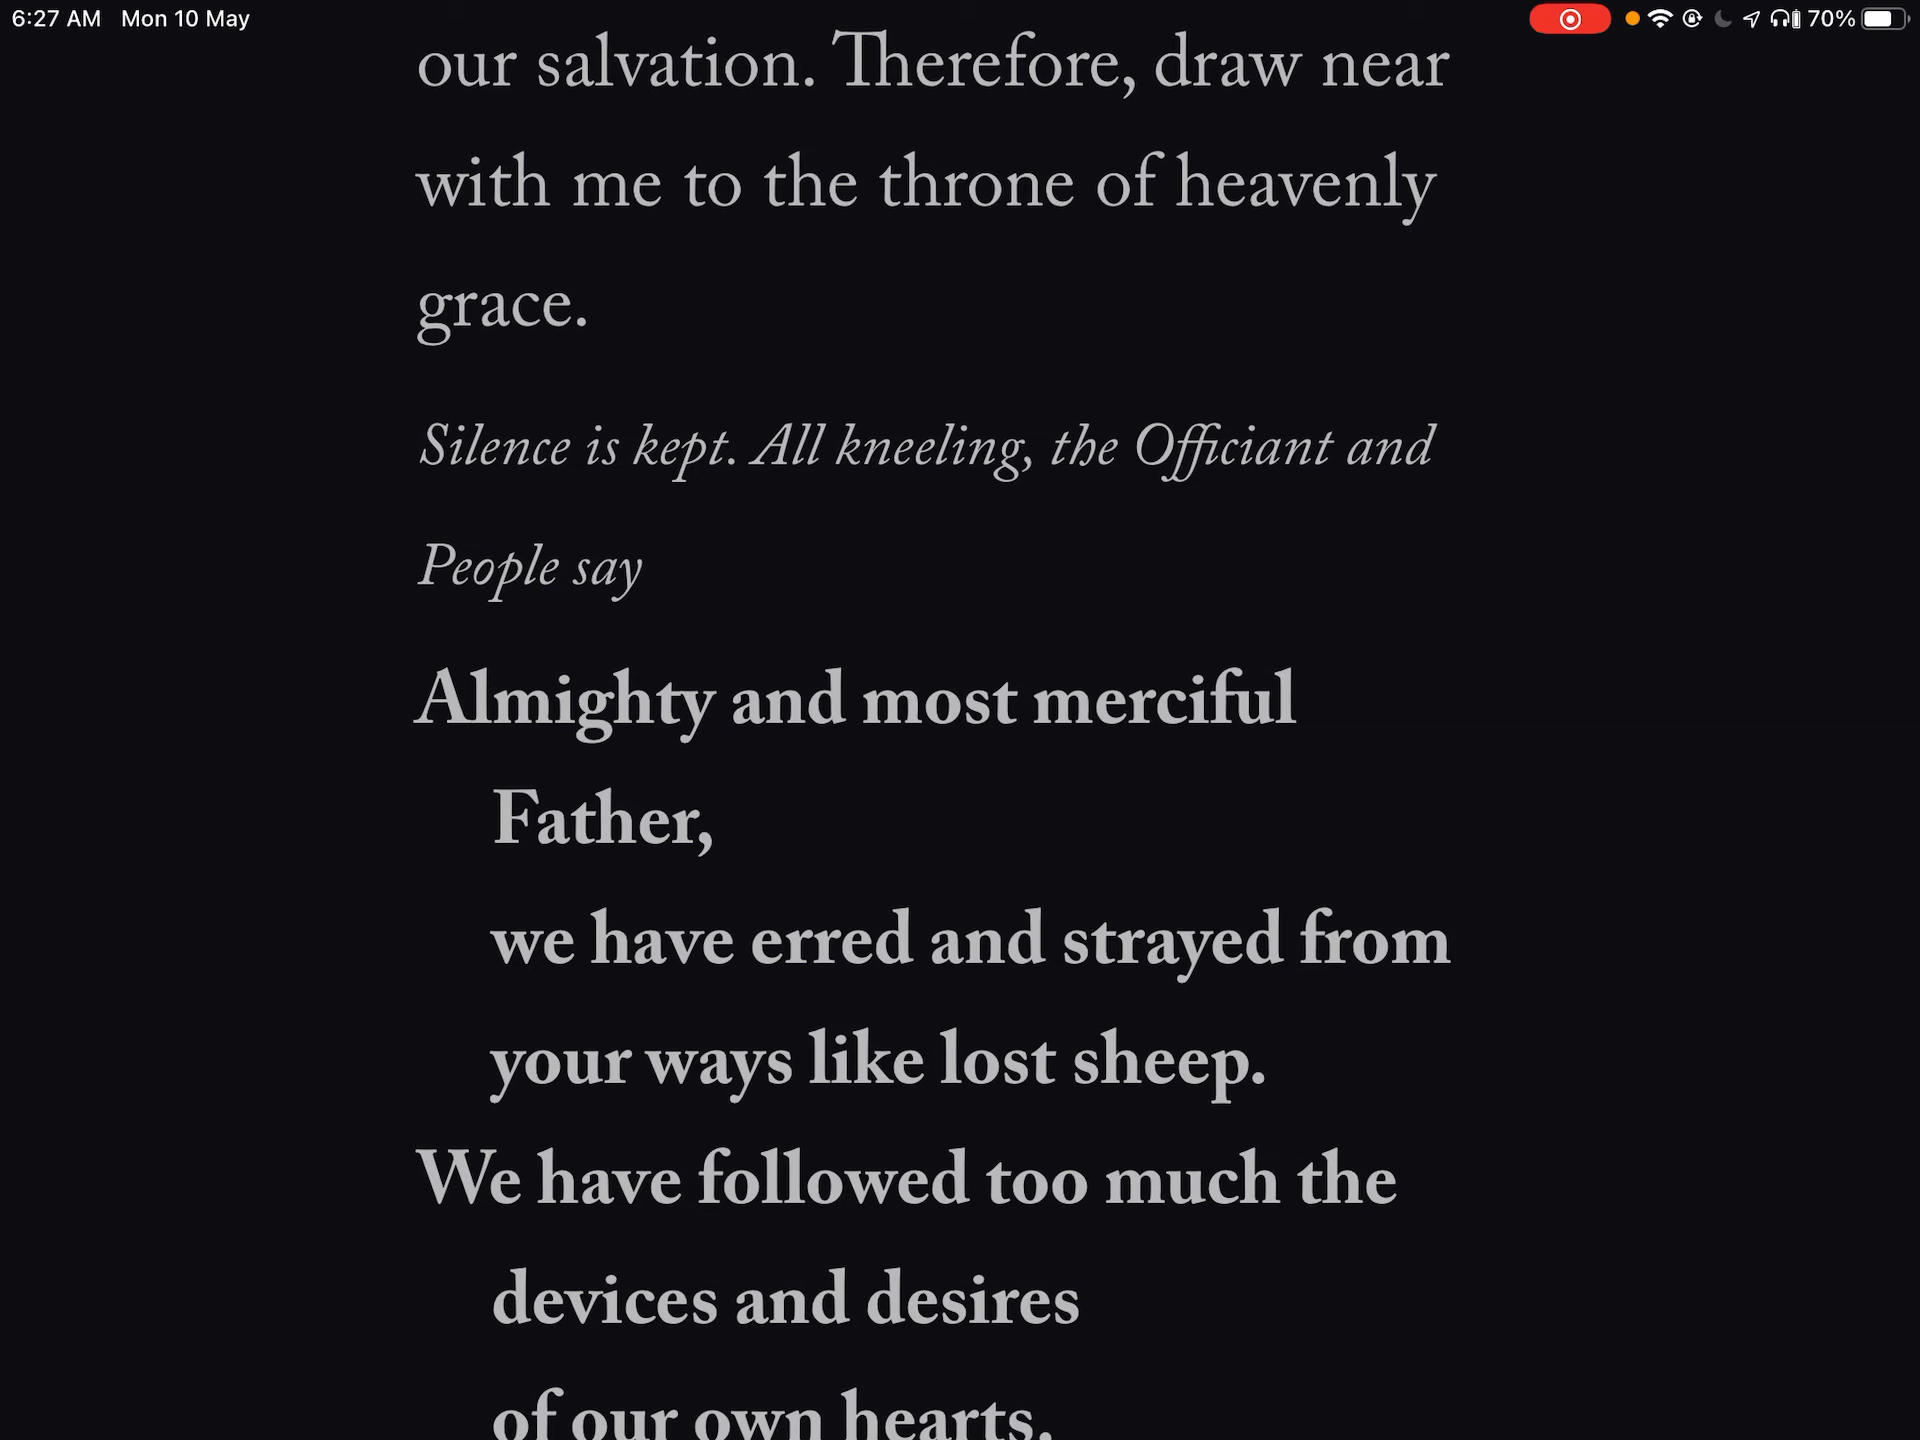 6:27 AM Mon 10 May 70%
our salvation. Therefore, draw near
with me to the throne of heavenly
grace.
Silence is kept. All kneeling, the Officiant and
People say
Almighty and most merciful
Father,
we have erred and strayed from
your ways like lost sheep.
We have followed too much the
devices and desires
of our own hearts.